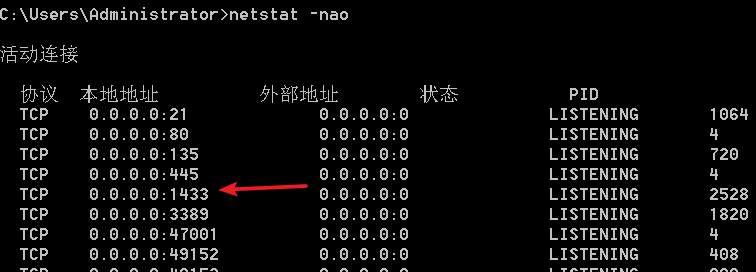 C:\Users\Administrator>netstat -nao
活动连接
协议 本地地址 外部地址 状态 PID
TCP 0.0.0.0:21 0.0.0.0:0 LISTENING 1064
TCP 0.0.0.0:80 0.0.0.0:0 LISTENING 4
TCP 0.0.0.0:135 0.0.0.0:0 LISTENING 720
TCP 0.0.0.0:445 0.0.0.0:0 LISTENING 4
TCP 0.0.0.0:1433 0.0.0.0:0 LISTENING 2528
TCP 0.0.0.0:3389 0.0.0.0:0 LISTENING 1820
TCP 0.0.0.0:47001 0.0.0.0:0 LISTENING 4
TCP 0.0.0.0:49152 0.0.0.0:0 LISTENING 408